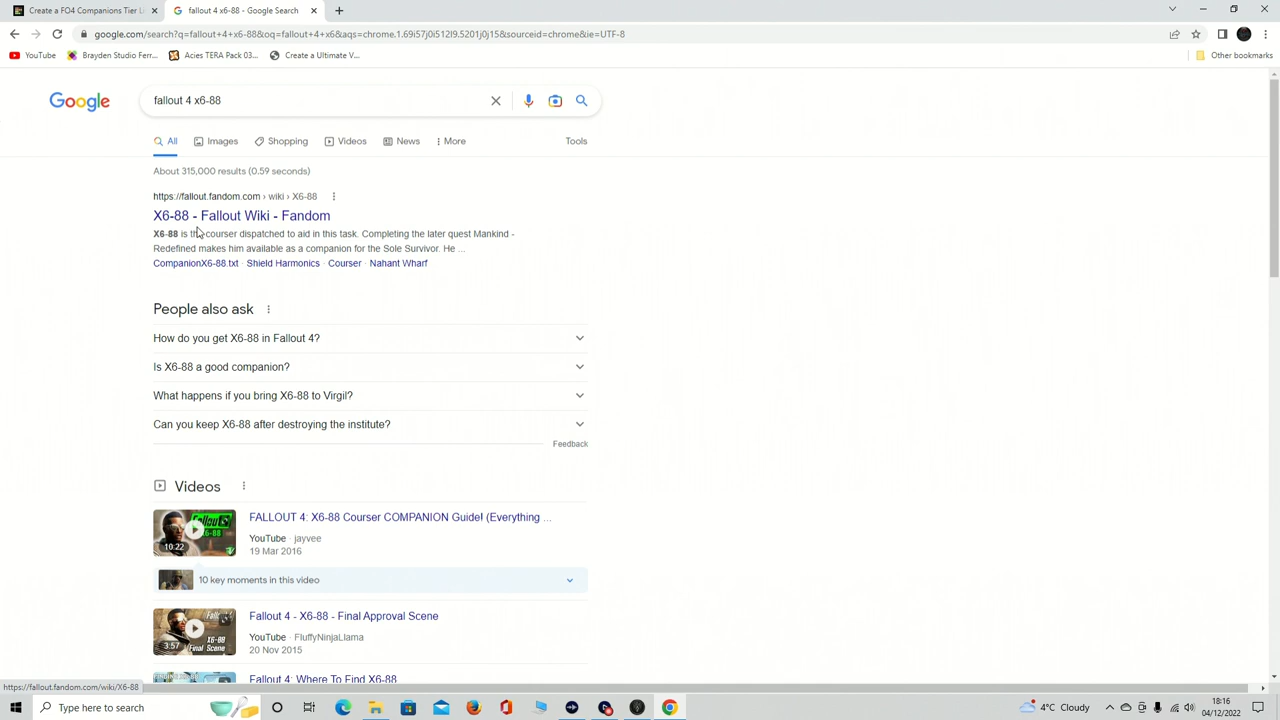 Create a FO4 Companions Tier Li
fallout 4 x6-88 - Google Search
google.com/search?q=fallout+4+x6-88&oq=fallout+4+x6&aqs=chrome.1.69i57j0i512l9.5201j0j15&sourceid=chrome&ie=UTF-8
YouTube
Brayden Studio Ferr...
Acies TERA Pack 03...
Create a Ultimate V...
Other bookmarks
Google
fallout 4 x6-88
All
Images
Shopping
Videos
News
More
Tools
About 315,000 results (0.59 seconds)
https://fallout.fandom.com › wiki › X6-88
X6-88 - Fallout Wiki - Fandom
X6-88 is the courser dispatched to aid in this task. Completing the later quest Mankind -
Redefined makes him available as a companion for the Sole Survivor. He ...
CompanionX6-88.txt · Shield Harmonics · Courser · Nahant Wharf
People also ask
How do you get X6-88 in Fallout 4?
Is X6-88 a good companion?
What happens if you bring X6-88 to Virgil?
Can you keep X6-88 after destroying the institute?
Feedback
Videos
10:22
FALLOUT 4: X6-88 Courser COMPANION Guide! (Everything ...
YouTube · jayvee
19 Mar 2016
10 key moments in this video
Fallout
X6-88
Final Scene
3:57
Fallout 4 - X6-88 - Final Approval Scene
YouTube · FluffyNinjaLlama
20 Nov 2015
Fallout 4: Where To Find X6-88
https://fallout.fandom.com/wiki/X6-88
Type here to search
4°C Cloudy
18:16
04/12/2022